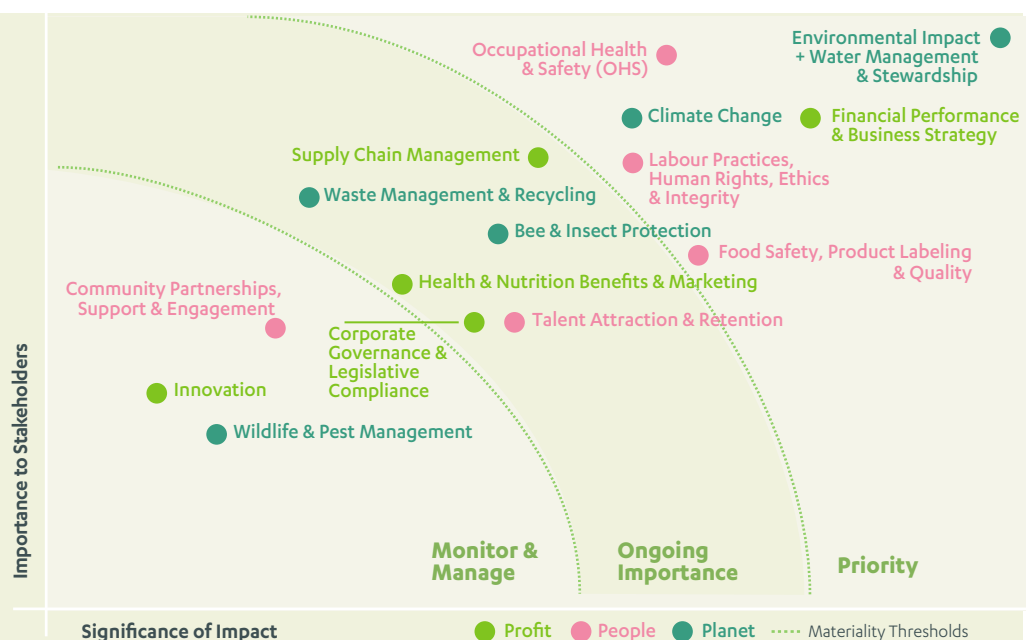 Environmental Impact
+ Water Management
& Stewardship
Occupational Health
& Safety (OHS)
Climate Change
Financial Performance
& Business Strategy
Supply Chain Management
Labour Practices,
Human Rights, Ethics
& Integrity
Waste Management & Recycling
Bee & Insect Protection
Food Safety, Product Labeling
& Quality
Health & Nutrition Benefits & Marketing
Community Partnerships,
Support & Engagement
Talent Attraction & Retention
Corporate
Governance &
Legislative
Compliance
Innovation
Wildlife & Pest Management
Importance to Stakeholders
Monitor &
Manage
Ongoing
Importance
Priority
Significance of Impact
Profit
People
Planet
Materiality Thresholds